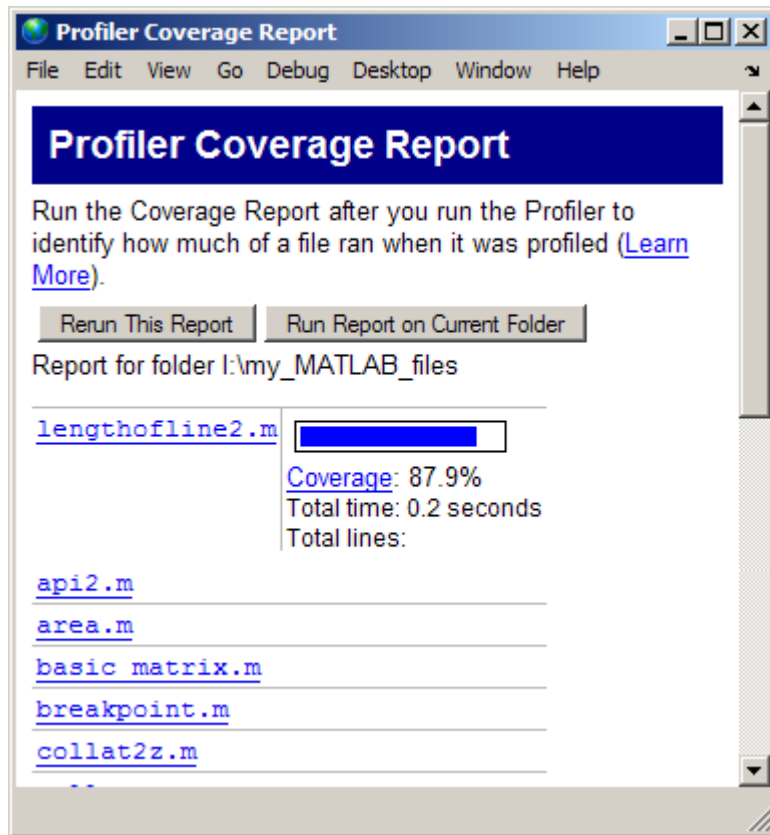 Profiler Coverage Report
File Edit View Go Debug Desktop Window Help
Profiler Coverage Report
Run the Coverage Report after you run the Profiler to
identify how much of a file ran when it was profiled (Learn
More).
Rerun This Report Run Report on Current Folder
Report for folder I:\my_MATLAB_files
lengthofline2.m
Coverage: 87.9%
Total time: 0.2 seconds
Total lines:
api2.m
area.m
basic_matrix.m
breakpoint.m
collat2z.m